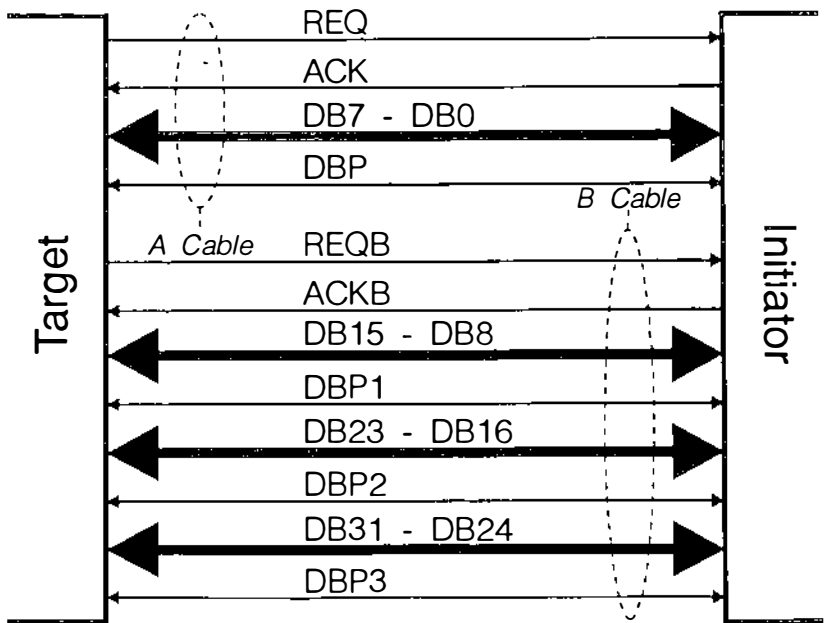 REQ
ACK
DB7 - DB0
DBP
B Cable
A Cable
REQB
ACKB
DB15 - DB8
DBP1
DB23 - DB16
DBP2
DB31 - DB24
DBP3
Target
Initiator